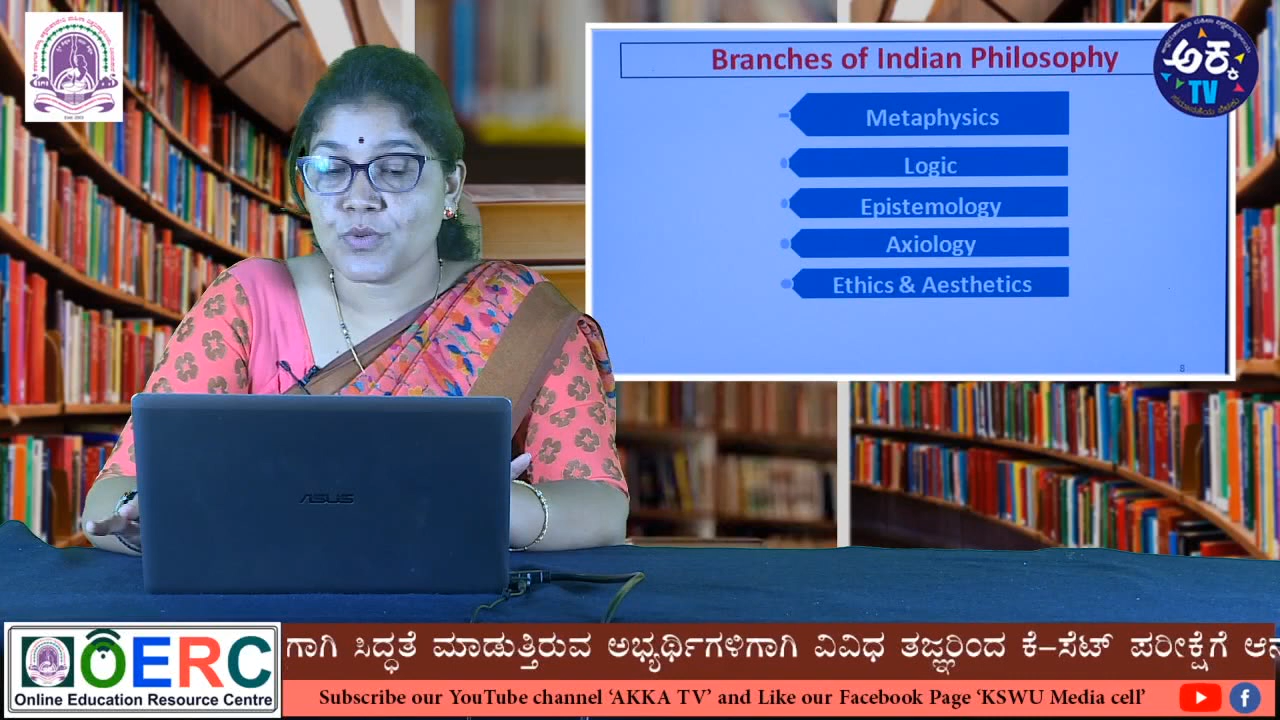 Branches of Indian Philosophy
ಅಕ್ಕ
TV
Metaphysics
Logic
Epistemology
Axiology
Ethics & Aesthetics
8
ASUS
OERC
Online Education Resource Centre
ಗಾಗಿ ಸಿದ್ಧತೆ ಮಾಡುತ್ತಿರುವ ಅಭ್ಯರ್ಥಿಗಳಿಗಾಗಿ ವಿವಿಧ ತಜ್ಞರಿಂದ ಕೆ–ಸೆಟ್ ಪರೀಕ್ಷೆಗೆ
Subscribe our YouTube channel ‘AKKA TV’ and Like our Facebook Page ‘KSWU Media cell’